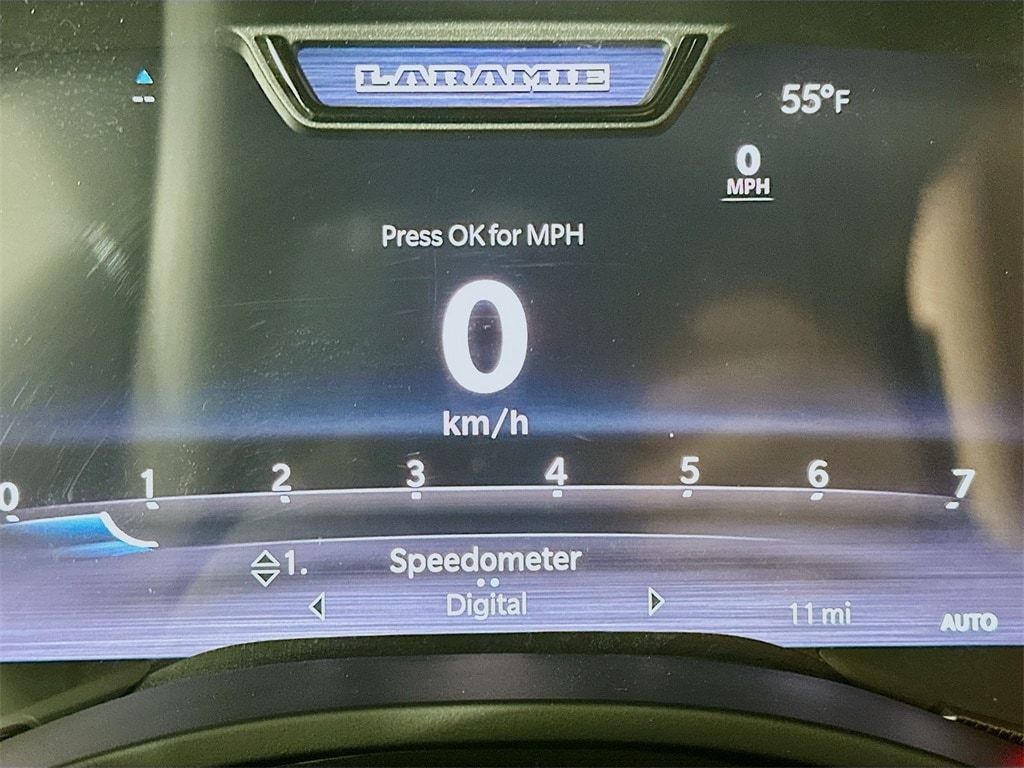 LARAMIE
55°F
0
MPH
Press OK for MPH
0
km/h
0 1 2 3 4 5 6 7
1. Speedometer
Digital
11 mi
AUTO